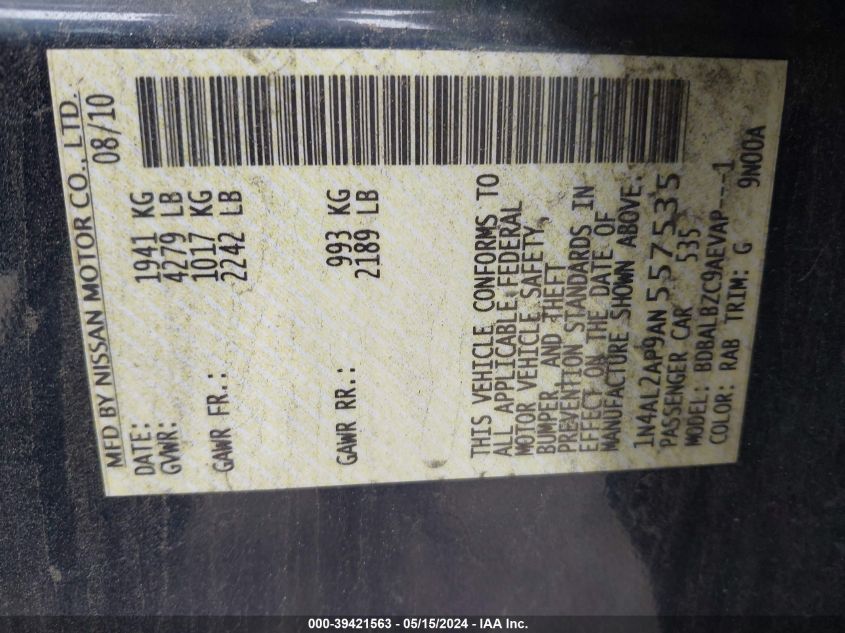 MFD BY NISSAN MOTOR CO., LTD.
DATE: 08/10
GVWR: 1941 KG
4279 LB
GAWR FR.: 1017 KG
2242 LB
GAWR RR.: 993 KG
2189 LB
THIS VEHICLE CONFORMS TO
ALL APPLICABLE FEDERAL
MOTOR VEHICLE SAFETY,
BUMPER, AND THEFT
PREVENTION STANDARDS IN
EFFECT ON THE DATE OF
MANUFACTURE SHOWN ABOVE.
1N4AL2AP9AN557535
PASSENGER CAR 535
MODEL: BDBALBZC9AEVAP---1
COLOR: RAB TRIM: G 9N00A
000-39421563 - 05/15/2024 - IAA Inc.